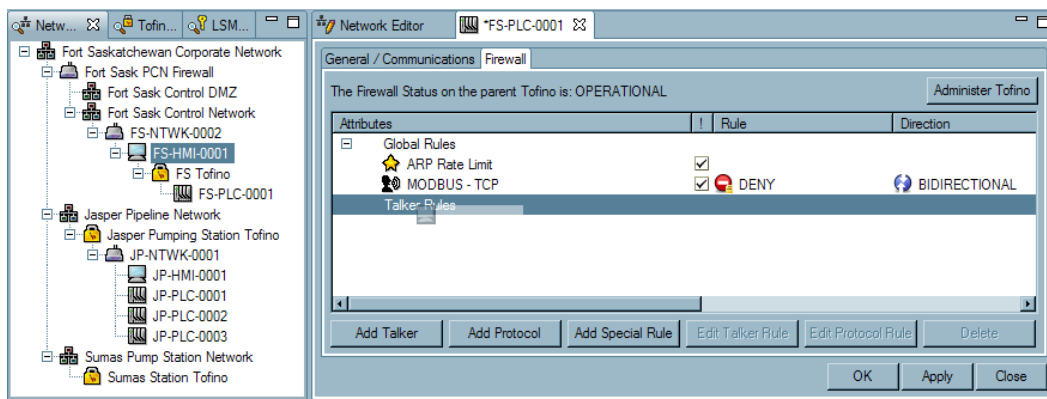 Netw...
Tofin...
LSM...
Fort Saskatchewan Corporate Network
Fort Sask PCN Firewall
Fort Sask Control DMZ
Fort Sask Control Network
FS-NTWK-0002
FS-HMI-0001
FS Tofino
FS-PLC-0001
Jasper Pipeline Network
Jasper Pumping Station Tofino
JP-NTWK-0001
JP-HMI-0001
JP-PLC-0001
JP-PLC-0002
JP-PLC-0003
Sumas Pump Station Network
Sumas Station Tofino
Network Editor
*FS-PLC-0001
General / Communications
Firewall
The Firewall Status on the parent Tofino is: OPERATIONAL
Administer Tofino
Attributes
!
Rule
Direction
Global Rules
ARP Rate Limit
MODBUS - TCP
DENY
BIDIRECTIONAL
Talker Rules
Add Talker
Add Protocol
Add Special Rule
Edit Talker Rule
Edit Protocol Rule
Delete
OK
Apply
Close